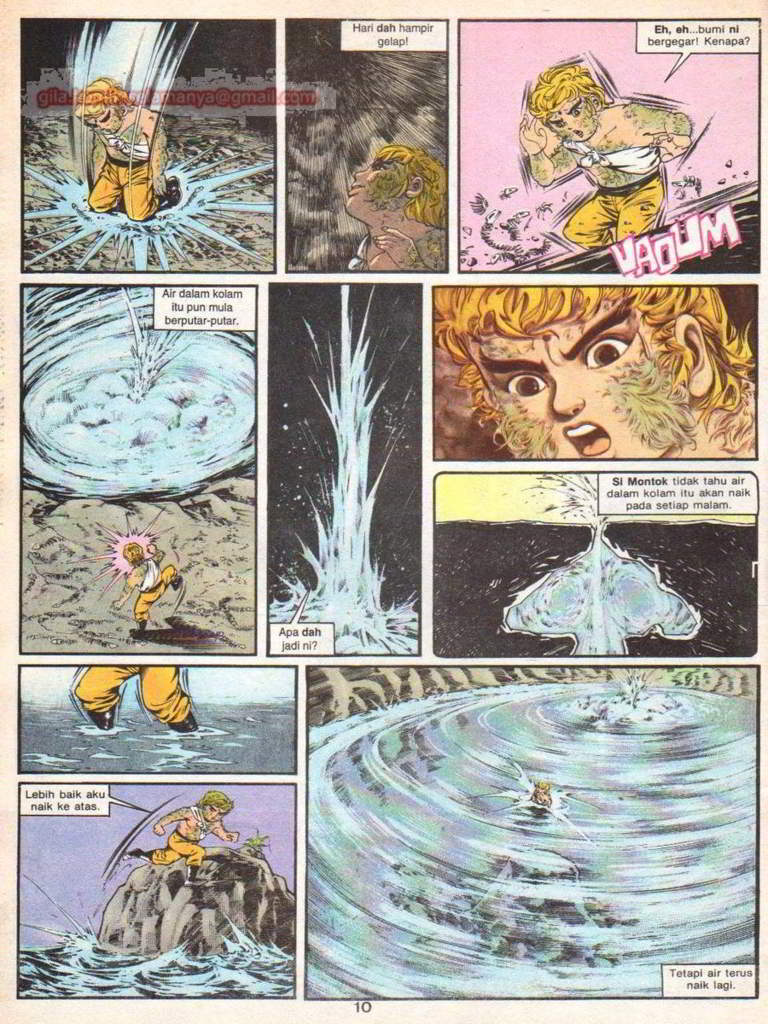 Hari dah hampir
gelap!
Eh, eh...bumi ni
bergegar! Kenapa?
VAOUM
Air dalam kolam
itu pun mula
berputar-putar.
Apa dah
jadi ni?
Si Montok tidak tahu air
dalam kolam itu akan naik
pada setiap malam.
Lebih baik aku
naik ke atas.
Tetapi air terus
naik lagi.
10